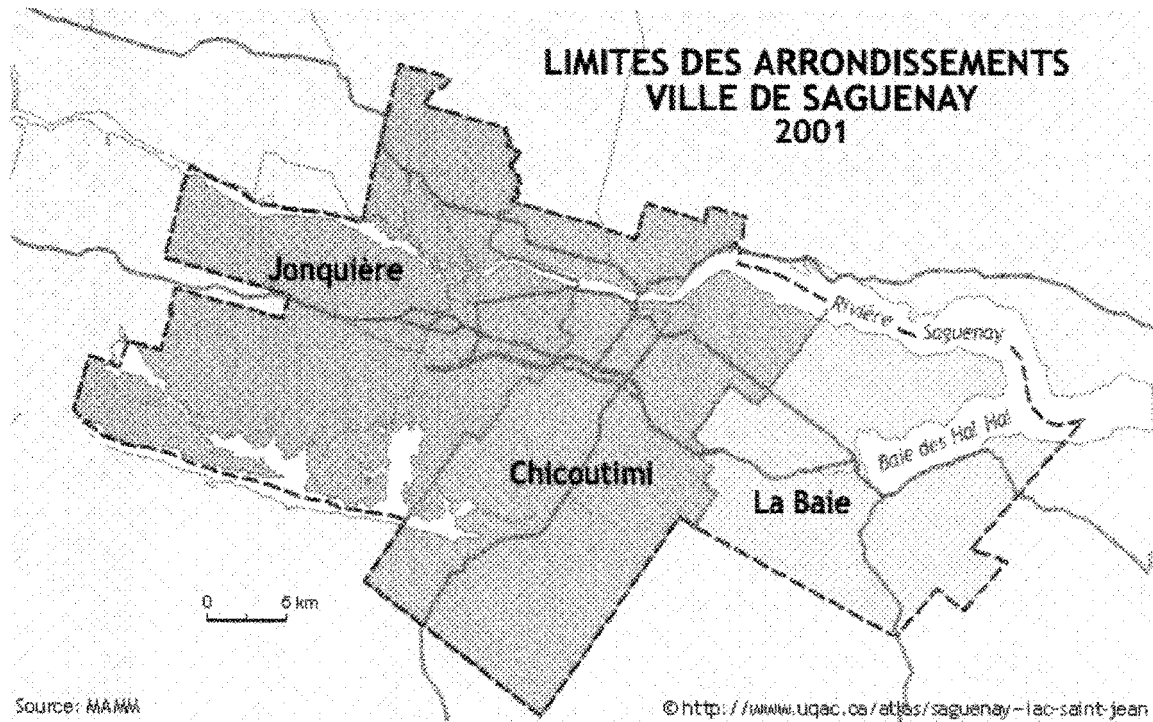 LIMITES DES ARRONDISSEMENTS
VILLE DE SAGUENAY
2001
Jonquière
Rivière Saguenay
Baie des Ha! Ha!
Chicoutimi
La Baie
0 6 km
Source: MAMM
©http://www.uqac.ca/atlas/saguenay-lac-saint-jean